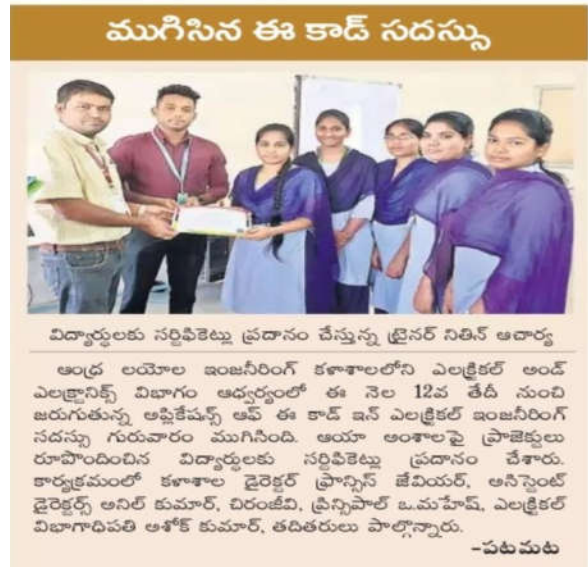 ముగిసిన ఈ కాడ్ సదస్సు
విద్యార్థులకు సర్టిఫికెట్లు ప్రదానం చేస్తున్న ట్రైనర్ నితిన్ ఆచార్య
ఆంధ్ర లయోల ఇంజనీరింగ్ కళాశాలలోని ఎలక్ట్రికల్ అండ్
ఎలక్ట్రానిక్స్ విభాగం ఆధ్వర్యంలో ఈ నెల 12వ తేదీ నుంచి
జరుగుతున్న అప్లికేషన్స్ ఆఫ్ ఈ కాడ్ ఇన్ ఎలక్ట్రికల్ ఇంజనీరింగ్
సదస్సు గురువారం ముగిసింది. ఆయా అంశాలపై ప్రాజెక్టులు
రూపొందించిన విద్యార్థులకు సర్టిఫికెట్లు ప్రదానం చేశారు.
కార్యక్రమంలో కళాశాల డైరెక్టర్ ఫ్రాన్సిస్ జేవియర్, అసిస్టెంట్
డైరెక్టర్స్ అనిల్ కుమార్, చిరంజీవి, ప్రిన్సిపాల్ ఒ.మహేష్, ఎలక్ట్రికల్
విభాగాధిపతి అశోక్ కుమార్, తదితరులు పాల్గొన్నారు.
-పటమట